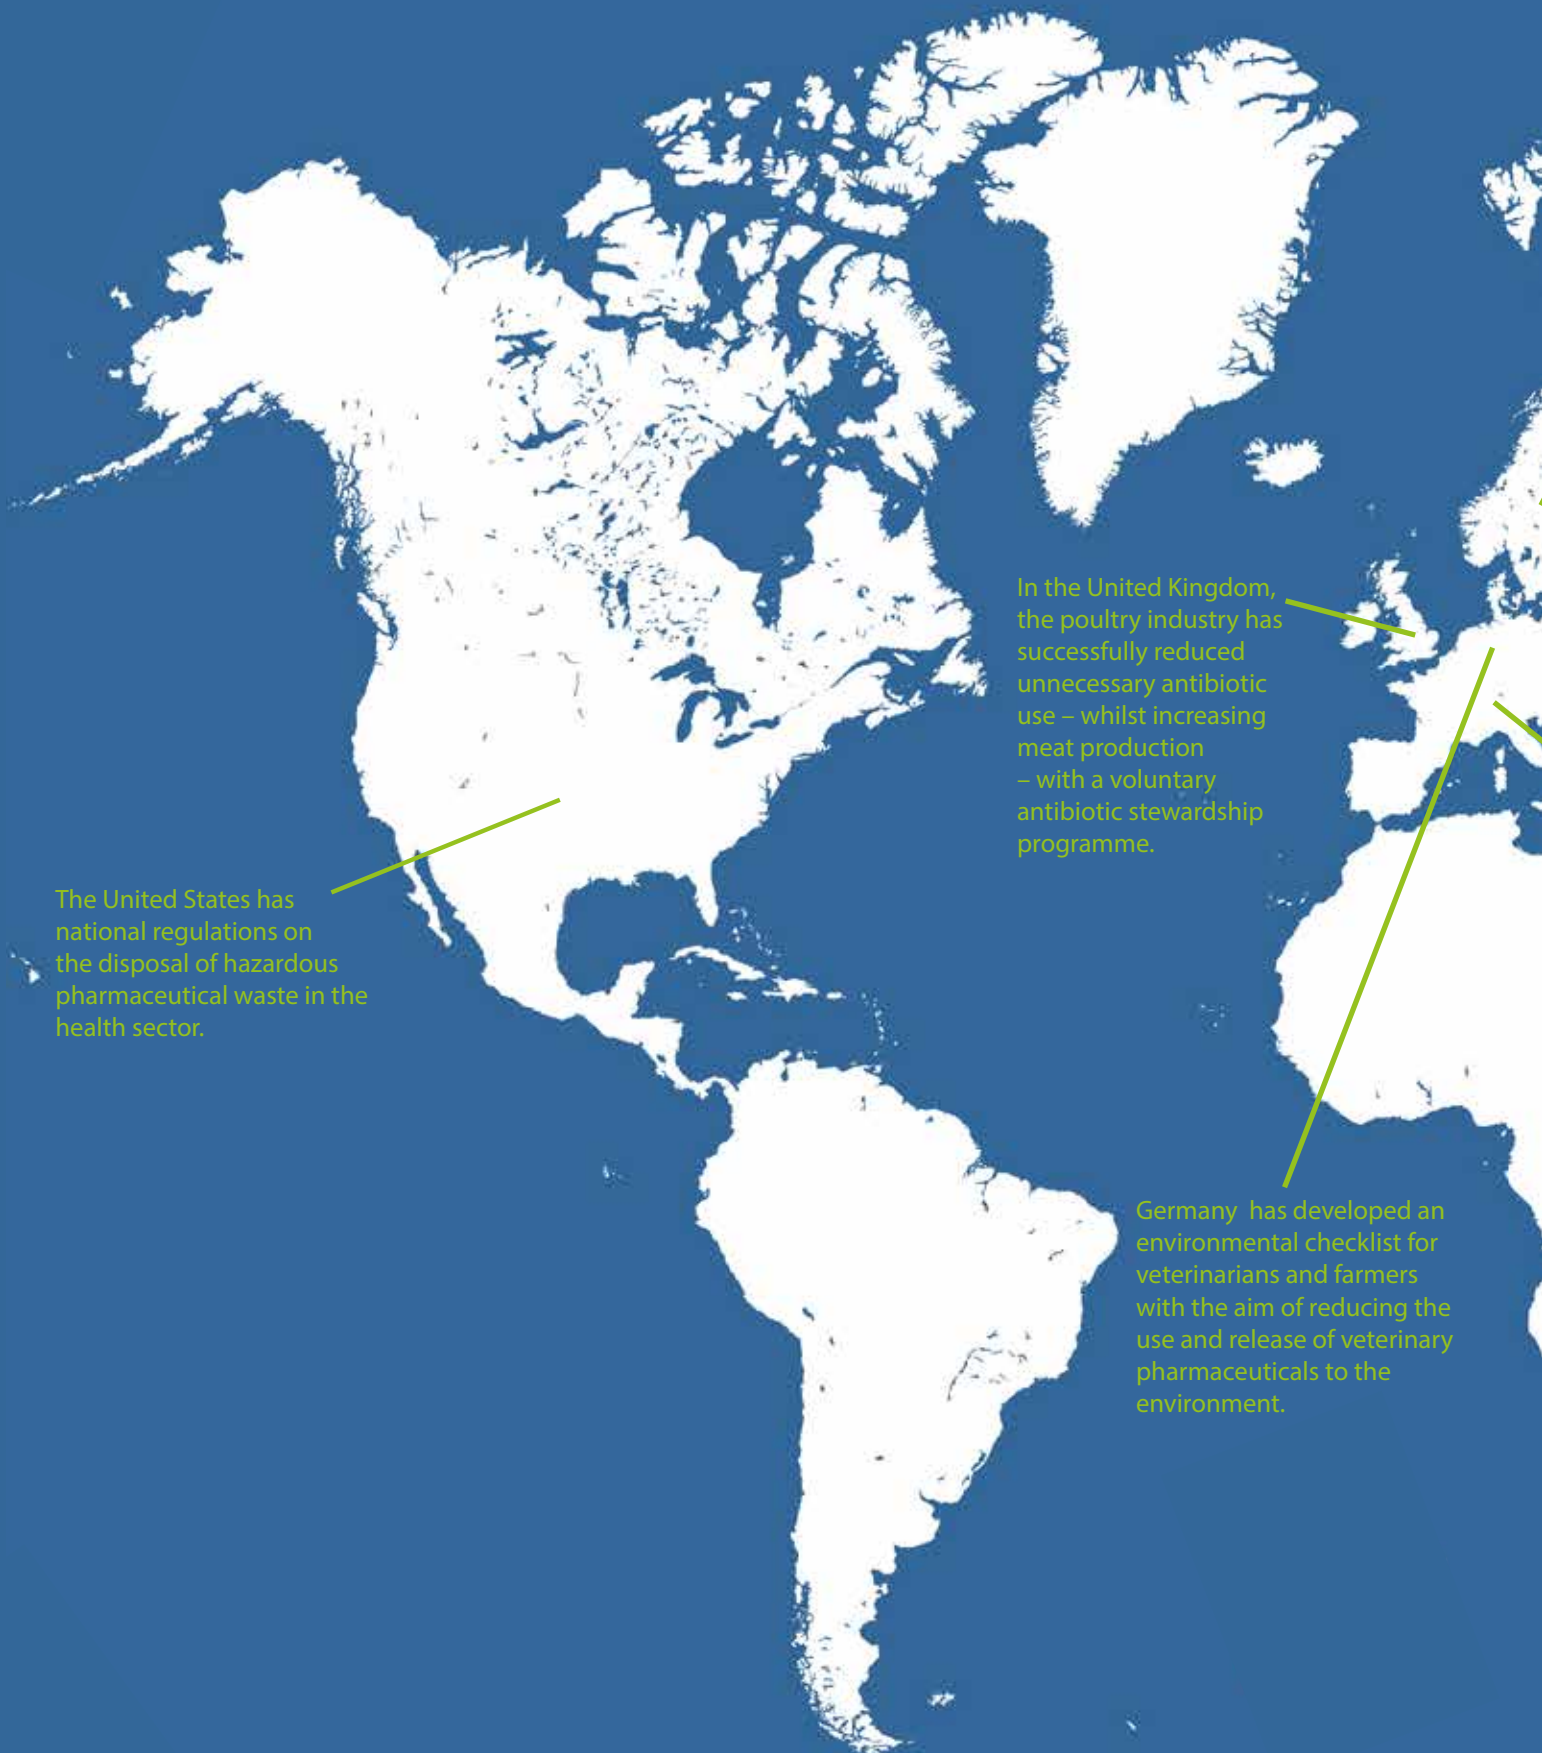 In the United Kingdom,
the poultry industry has
successfully reduced
unnecessary antibiotic
use – whilst increasing
meat production
– with a voluntary
antibiotic stewardship
programme.
The United States has
national regulations on
the disposal of hazardous
pharmaceutical waste in the
health sector.
Germany  has developed an
environmental checklist for
veterinarians and farmers
with the aim of reducing the
use and release of veterinary
pharmaceuticals to the
environment.